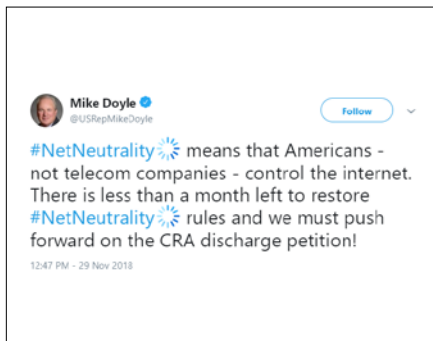 Mike Doyle
@USRepMikeDoyle
Follow
#NetNeutrality means that Americans -
not telecom companies - control the internet.
There is less than a month left to restore
#NetNeutrality rules and we must push
forward on the CRA discharge petition!
12:47 PM - 29 Nov 2018